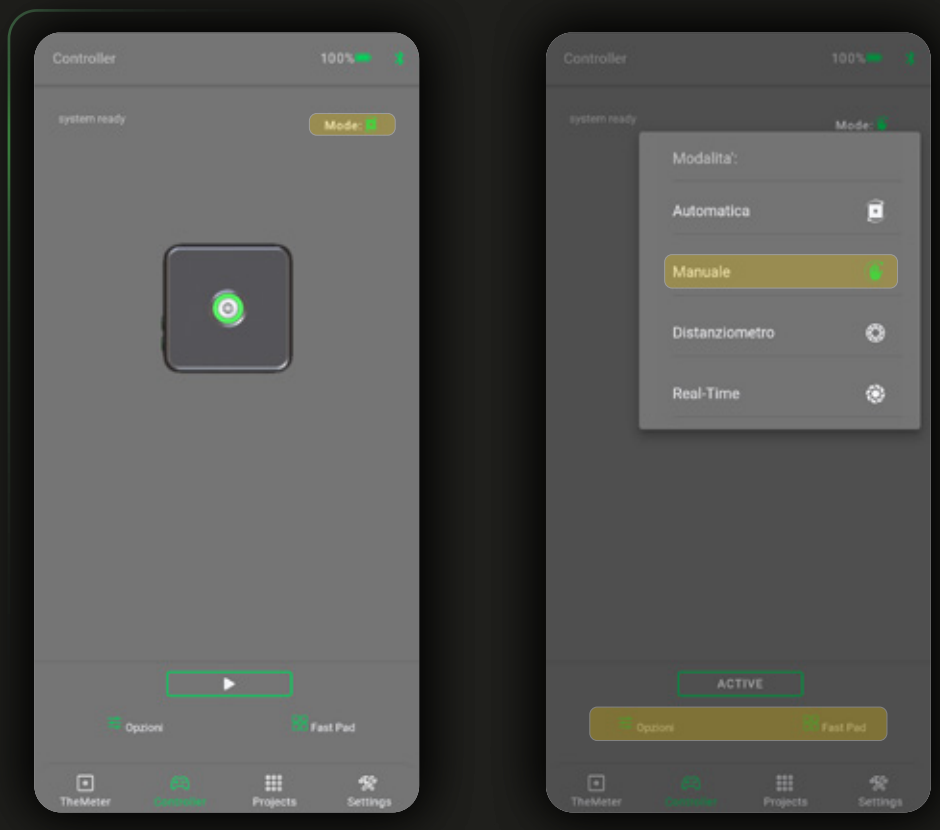 Controller 100%
system ready
Mode:
Opzioni Fast Pad
TheMeter Controller Projects Settings
Controller 100%
system ready
Mode:
Modalita':
Automatica
Manuale
Distanziometro
Real-Time
ACTIVE
Opzioni Fast Pad
TheMeter Controller Projects Settings